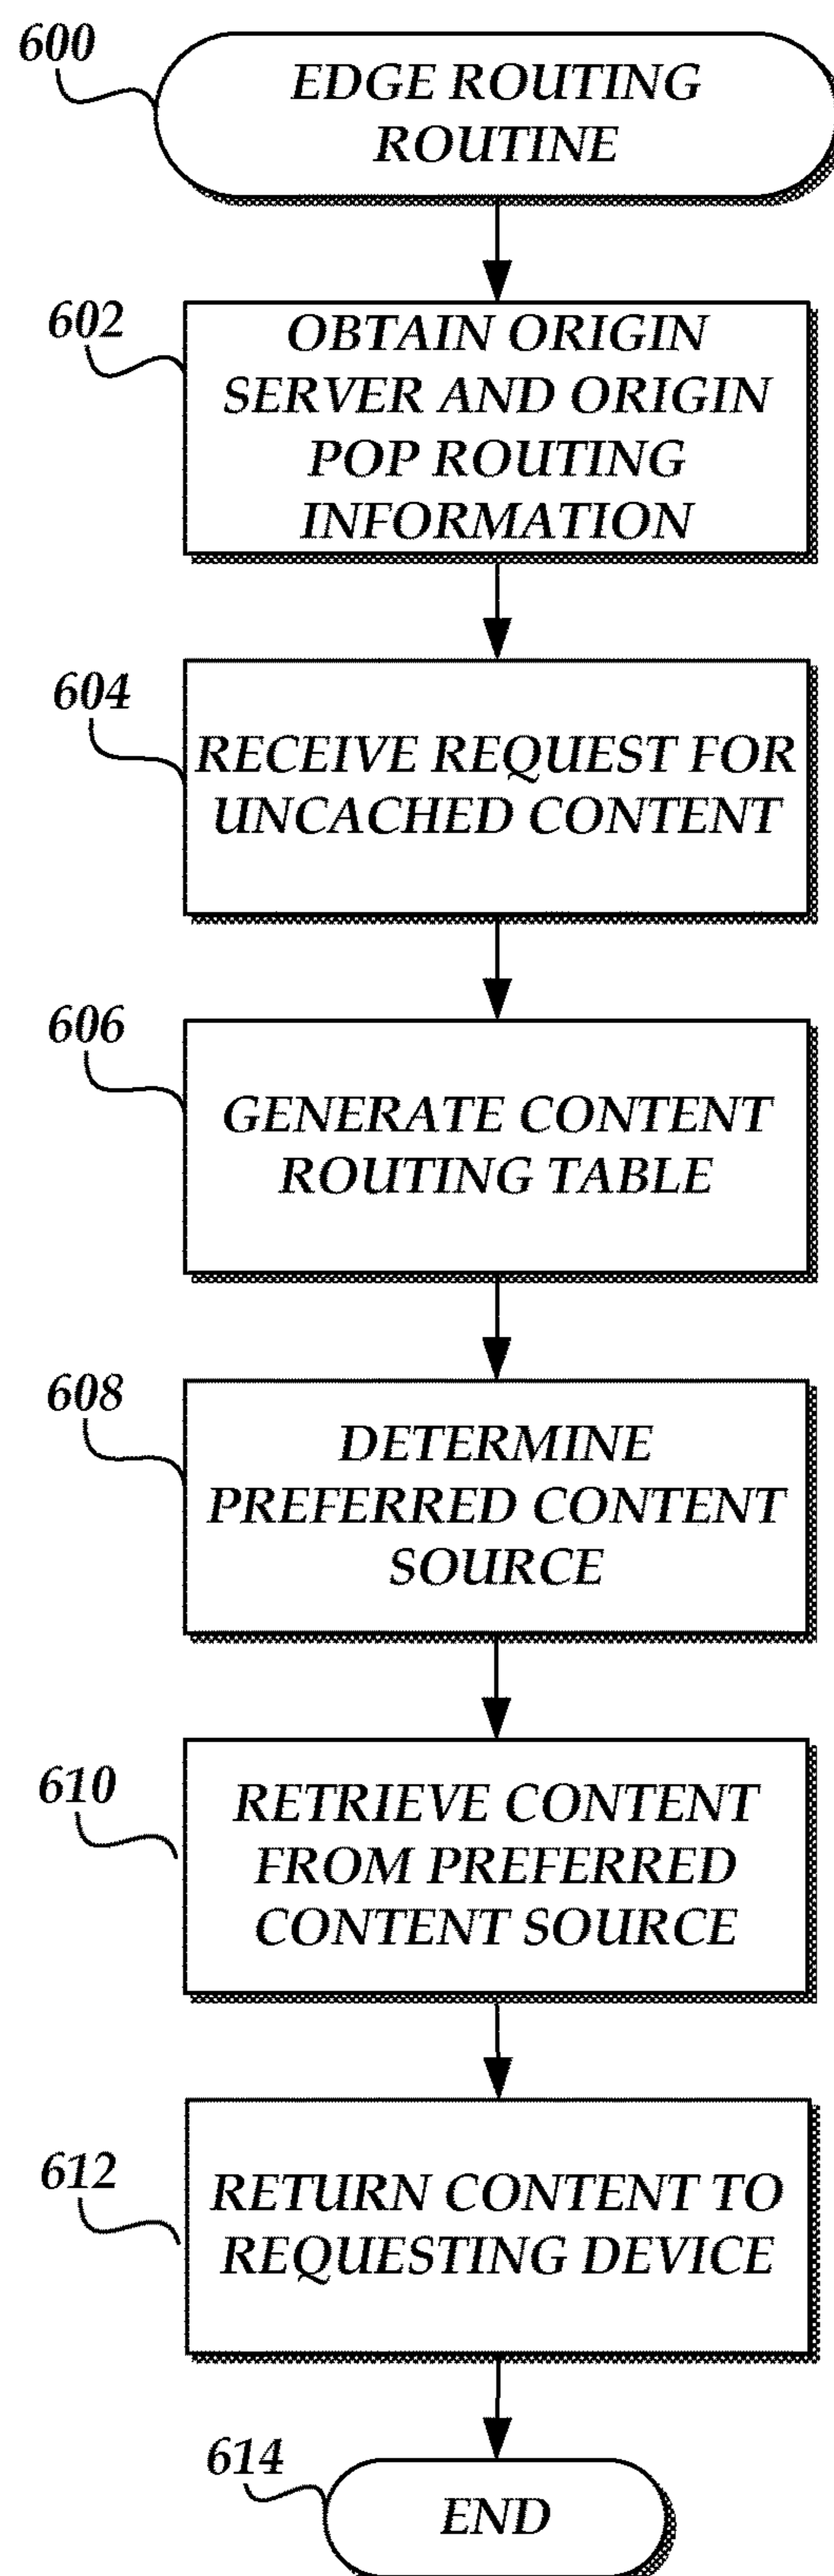 600
EDGE ROUTING
ROUTINE
602
OBTAIN ORIGIN
SERVER AND ORIGIN
POP ROUTING
INFORMATION
604
RECEIVE REQUEST FOR
UNCACHED CONTENT
606
GENERATE CONTENT
ROUTING TABLE
608
DETERMINE
PREFERRED CONTENT
SOURCE
610
RETRIEVE CONTENT
FROM PREFERRED
CONTENT SOURCE
612
RETURN CONTENT TO
REQUESTING DEVICE
614
END